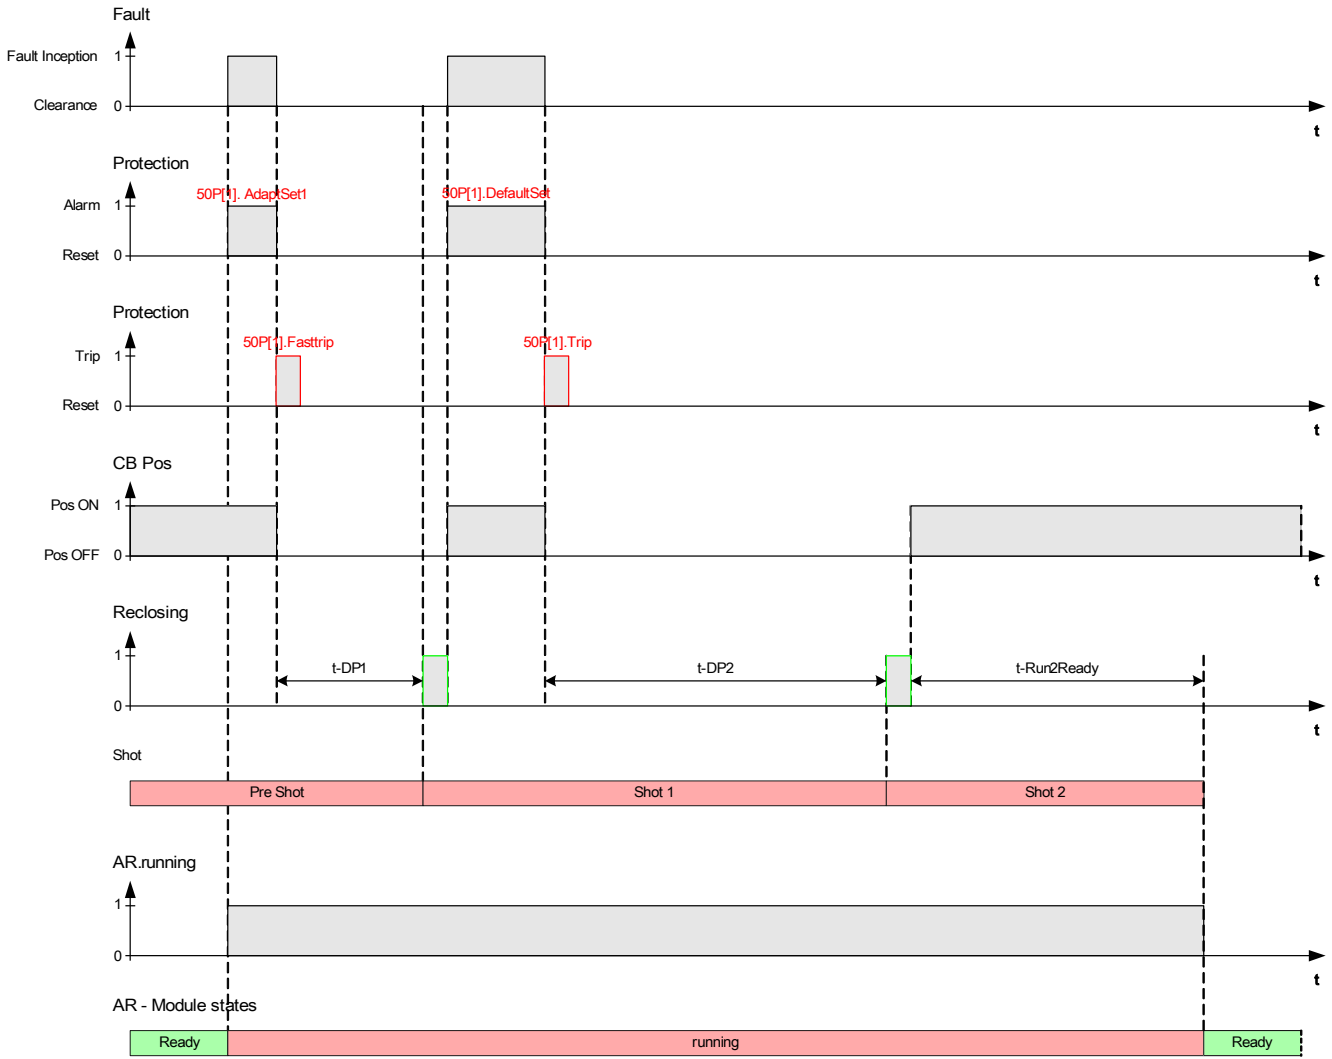 Fault
Fault Inception 1
Clearance 0
t
Protection
50P[1]. AdaptSet1 50P[1].DefaultSet
Alarm 1
Reset 0
t
Protection
50P[1].Fasttrip 50P[1].Trip
Trip 1
Reset 0
t
CB Pos
Pos ON 1
Pos OFF 0
t
Reclosing
1
t-DP1 t-DP2 t-Run2Ready
0
t
Shot
Pre Shot Shot 1 Shot 2
AR.running
1
0
t
AR - Module states
Ready running Ready